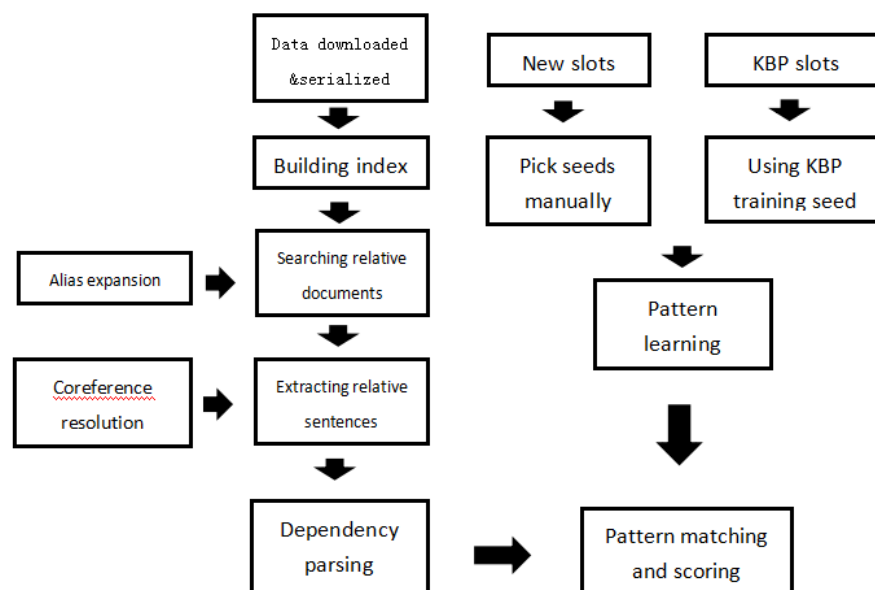 Data downloaded
&serialized
New slots
KBP slots
Building index
Pick seeds
manually
Using KBP
training seed
Alias expansion
Searching relative
documents
Pattern
learning
Coreference
resolution
Extracting relative
sentences
Dependency
parsing
Pattern matching
and scoring